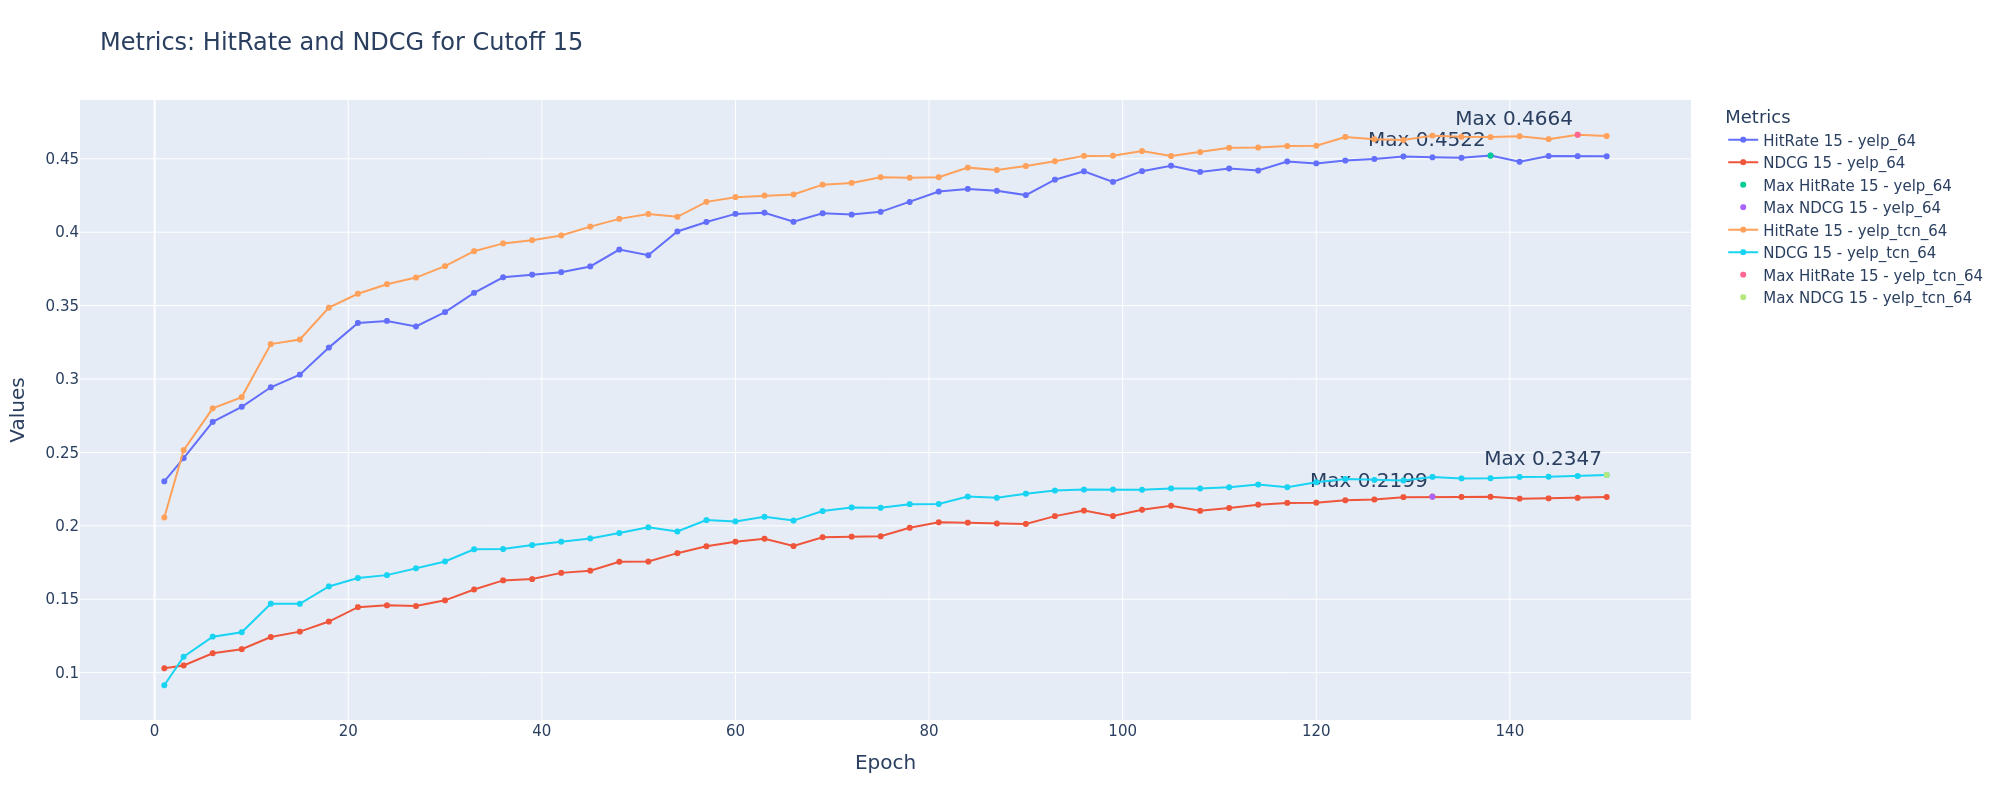 Metrics: HitRate and NDCG for Cutoff 15
Max 0.4664
Max 0.4522
Max 0.2347
Max 0.2199
0.45
0.4
0.35
0.3
0.25
0.2
0.15
0.1
Values
0 20 40 60 80 100 120 140
Epoch
Metrics
HitRate 15 - yelp_64
NDCG 15 - yelp_64
Max HitRate 15 - yelp_64
Max NDCG 15 - yelp_64
HitRate 15 - yelp_tcn_64
NDCG 15 - yelp_tcn_64
Max HitRate 15 - yelp_tcn_64
Max NDCG 15 - yelp_tcn_64